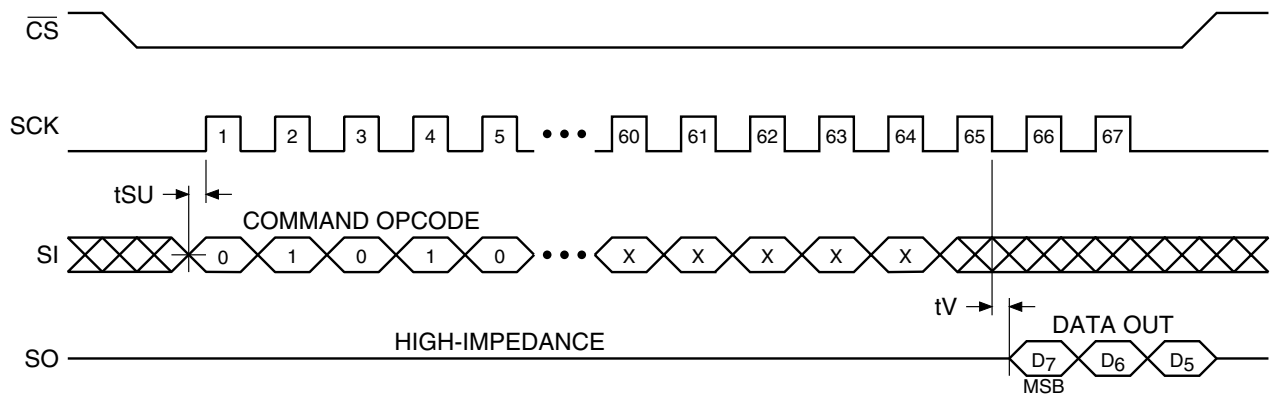 CS
SCK
1 2 3 4 5 60 61 62 63 64 65 66 67
tSU
COMMAND OPCODE
SI
0 1 0 1 0 X X X X X
tV
DATA OUT
HIGH-IMPEDANCE
SO
D7 D6 D5
MSB